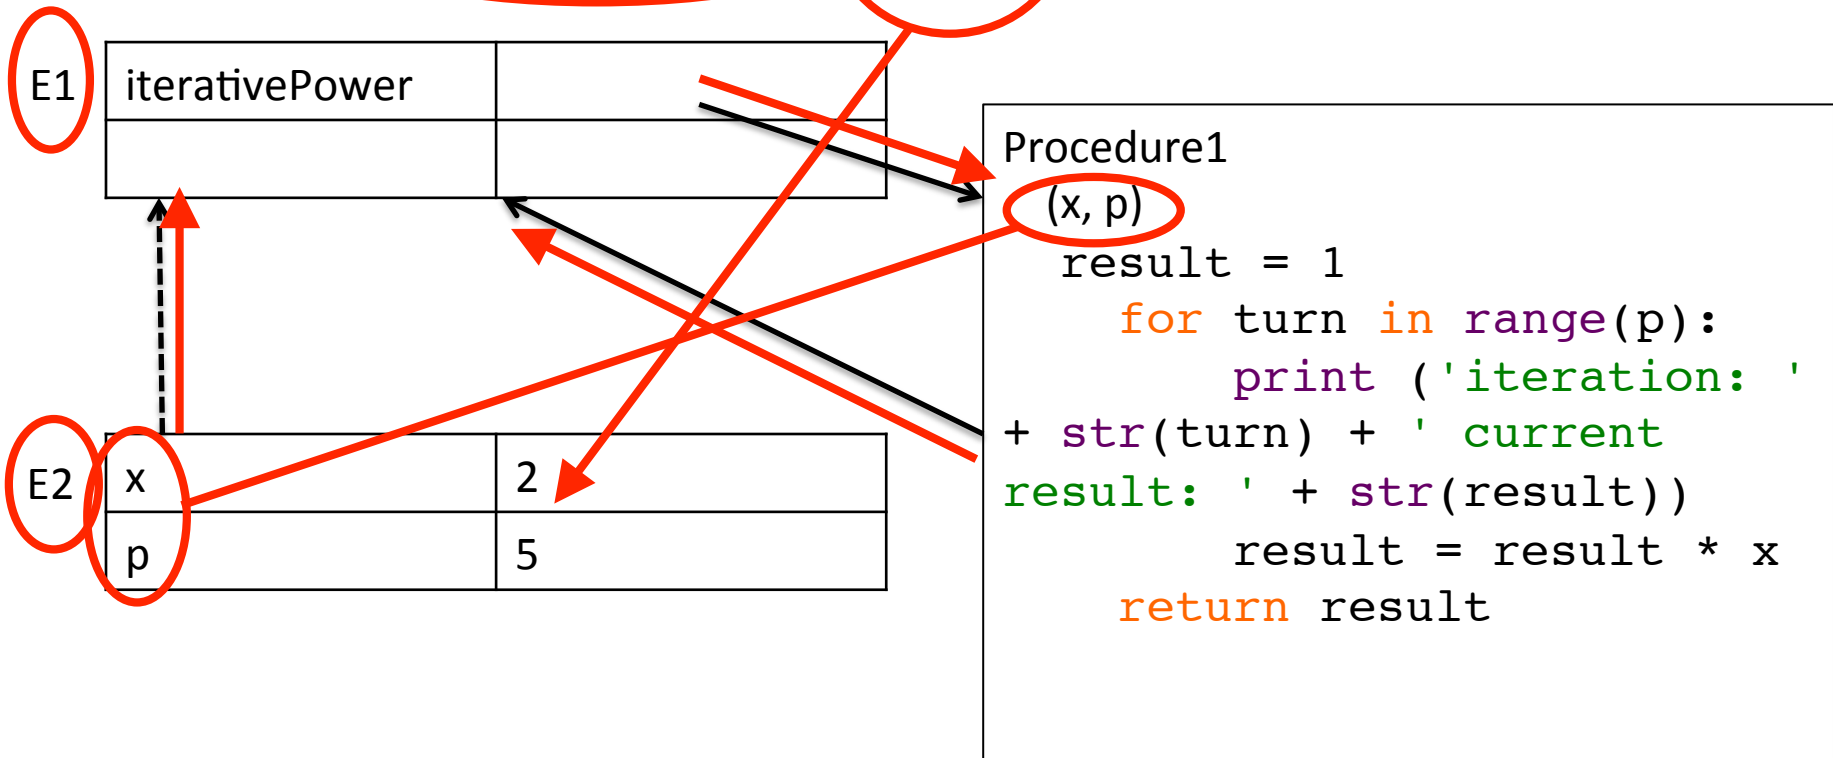 E1 iterativePower
Procedure1
(x, p)
result = 1
for turn in range(p):
print ('iteration: '
+ str(turn) + ' current
result: ' + str(result))
result = result * x
return result
E2 x 2
p 5